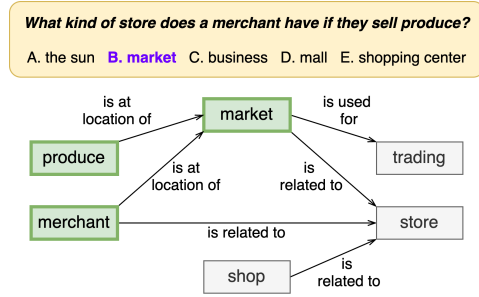 What kind of store does a merchant have if they sell produce?
A. the sun B. market C. business D. mall E. shopping center
is at
location of
market
is used
for
produce
trading
is at
location of
is
related to
merchant
store
is related to
shop
is
related to